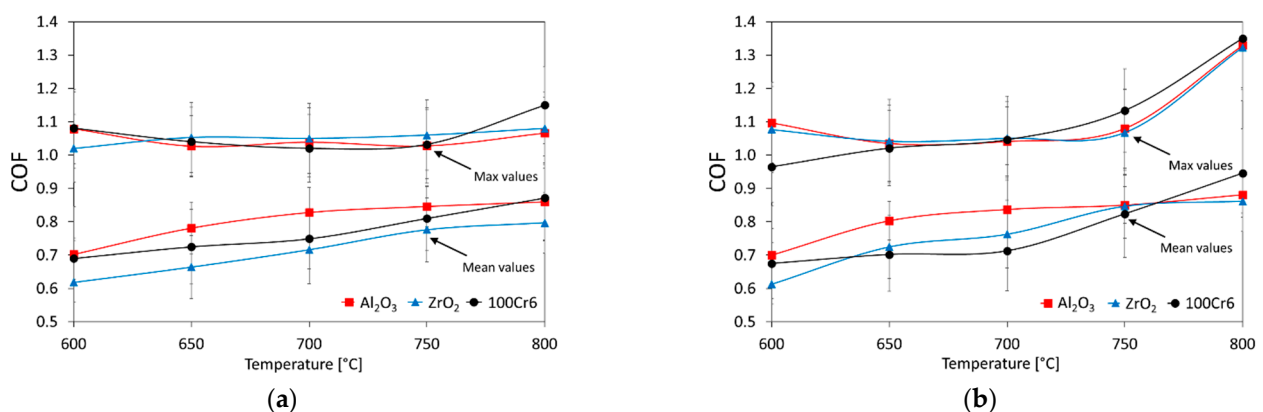 1.4
1.3
1.2
1.1
1.0
0.9
0.8
0.7
0.6
0.5
COF
Max values
Mean values
Al₂O₃ ZrO₂ 100Cr6
600 650 700 750 800
Temperature [°C]
(a)
1.4
1.3
1.2
1.1
1.0
0.9
0.8
0.7
0.6
0.5
COF
Max values
Mean values
Al₂O₃ ZrO₂ 100Cr6
600 650 700 750 800
Temperature [°C]
(b)